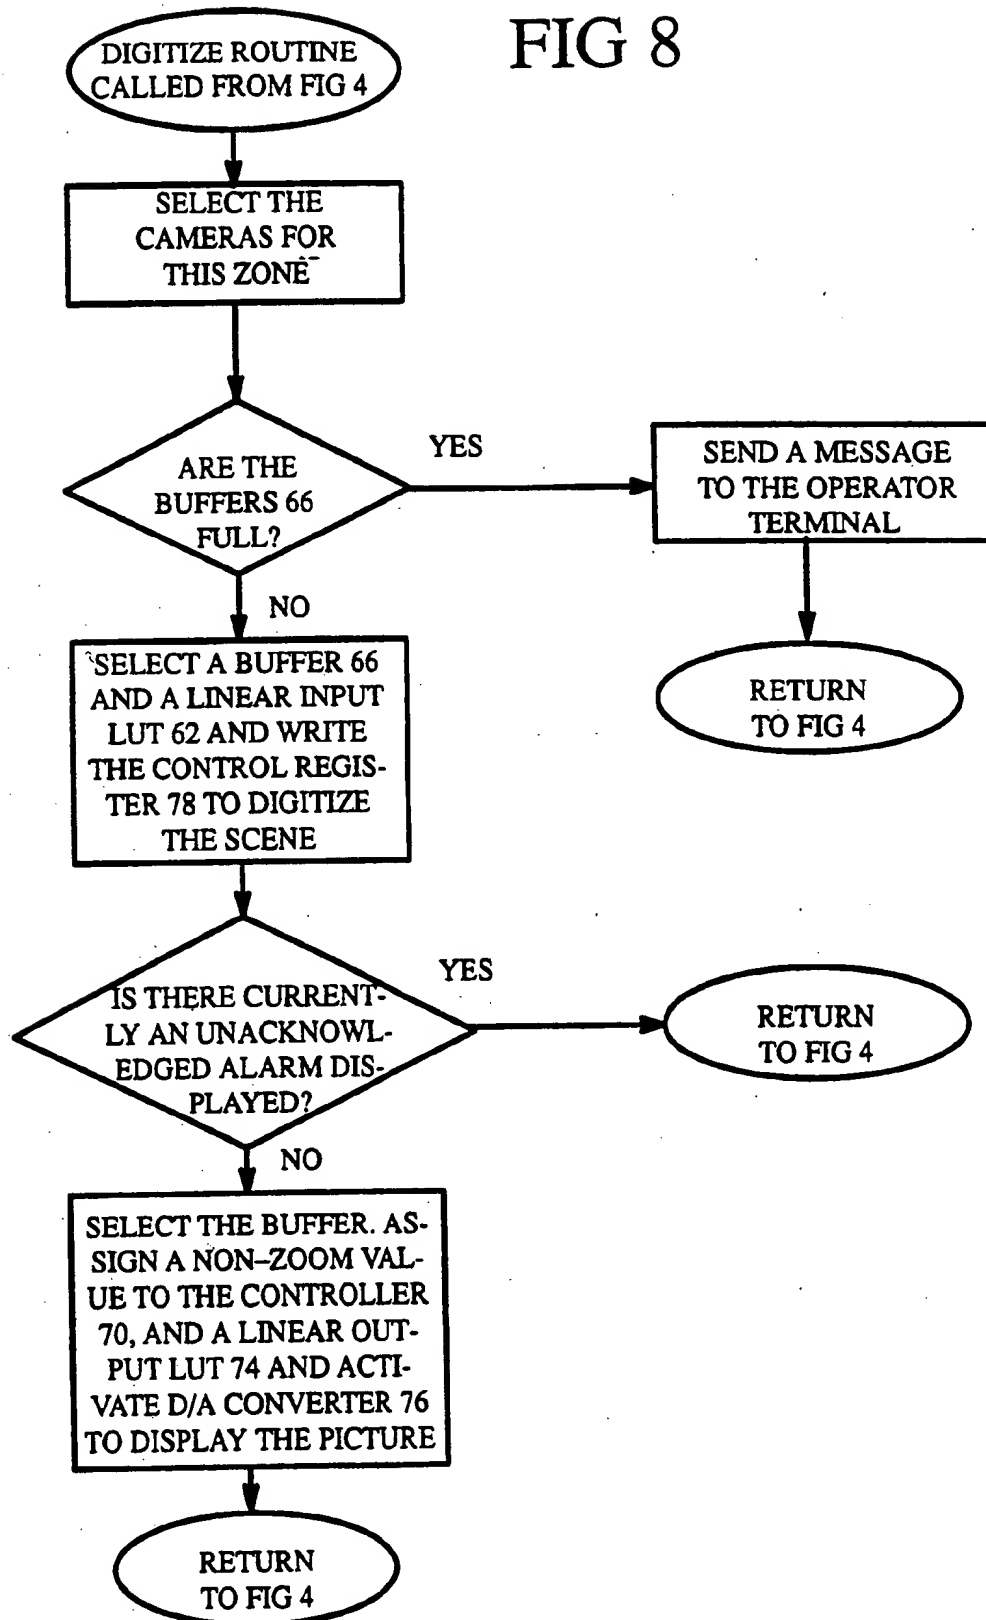 FIG 8
DIGITIZE ROUTINE
CALLED FROM FIG 4
SELECT THE
CAMERAS FOR
THIS ZONE
ARE THE
BUFFERS 66
FULL?
YES
SEND A MESSAGE
TO THE OPERATOR
TERMINAL
RETURN
TO FIG 4
NO
SELECT A BUFFER 66
AND A LINEAR INPUT
LUT 62 AND WRITE
THE CONTROL REGIS-
TER 78 TO DIGITIZE
THE SCENE
IS THERE CURRENT-
LY AN UNACKNOWL-
EDGED ALARM DIS-
PLAYED?
YES
RETURN
TO FIG 4
NO
SELECT THE BUFFER. AS-
SIGN A NON-ZOOM VAL-
UE TO THE CONTROLLER
70, AND A LINEAR OUT-
PUT LUT 74 AND ACTI-
VATE D/A CONVERTER 76
TO DISPLAY THE PICTURE
RETURN
TO FIG 4